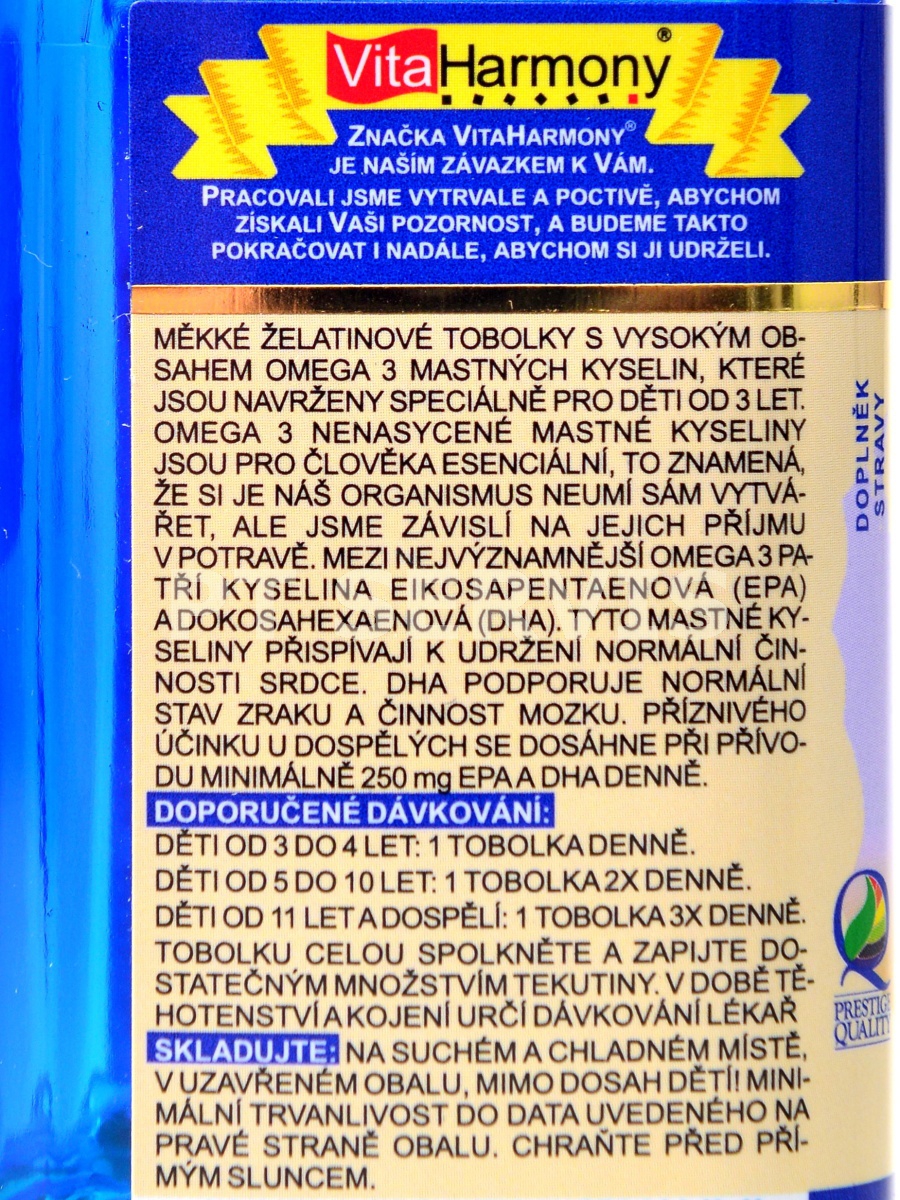 VitaHarmony®
ZNAČKA VITAHARMONY®
JE NAŠÍM ZÁVAZKEM K VÁM.
PRACOVALI JSME VYTRVALE A POCTIVĚ, ABYCHOM
ZÍSKALI VAŠI POZORNOST, A BUDEME TAKTO
POKRAČOVAT I NADÁLE, ABYCHOM SI JI UDRŽELI.
MĚKKÉ ŽELATINOVÉ TOBOLKY S VYSOKÝM OB-
SAHEM OMEGA 3 MASTNÝCH KYSELIN, KTERÉ
JSOU NAVRŽENY SPECIÁLNĚ PRO DĚTI OD 3 LET.
OMEGA 3 NENASYCENÉ MASTNÉ KYSELINY
JSOU PRO ČLOVĚKA ESENCIÁLNÍ, TO ZNAMENÁ,
ŽE SI JE NÁŠ ORGANISMUS NEUMÍ SÁM VYTVÁ-
ŘET, ALE JSME ZÁVISLÍ NA JEJICH PŘÍJMU
V POTRAVĚ. MEZI NEJVÝZNAMNĚJŠÍ OMEGA 3 PA-
TŘÍ KYSELINA EIKOSAPENTAENOVÁ (EPA)
A DOKOSAHEXAENOVÁ (DHA). TYTO MASTNÉ KY-
SELINY PŘISPÍVAJÍ K UDRŽENÍ NORMÁLNÍ ČIN-
NOSTI SRDCE. DHA PODPORUJE NORMÁLNÍ
STAV ZRAKU A ČINNOST MOZKU. PŘÍZNIVÉHO
ÚČINKU U DOSPĚLÝCH SE DOSÁHNE PŘI PŘÍVO-
DU MINIMÁLNĚ 250 mg EPA A DHA DENNĚ.
DOPORUČENÉ DÁVKOVÁNÍ:
DĚTI OD 3 DO 4 LET: 1 TOBOLKA DENNĚ.
DĚTI OD 5 DO 10 LET: 1 TOBOLKA 2X DENNĚ.
DĚTI OD 11 LET A DOSPĚLÍ: 1 TOBOLKA 3X DENNĚ.
TOBOLKU CELOU SPOLKNĚTE A ZAPIJTE DO-
STATEČNÝM MNOŽSTVÍM TEKUTINY. V DOBĚ TĚ-
HOTENSTVÍ A KOJENÍ URČÍ DÁVKOVÁNÍ LÉKAŘ
SKLADUJTE: NA SUCHÉM A CHLADNÉM MÍSTĚ,
V UZAVŘENÉM OBALU, MIMO DOSAH DĚTÍ! MINI-
MÁLNÍ TRVANLIVOST DO DATA UVEDENÉHO NA
PRAVÉ STRANĚ OBALU. CHRAŇTE PŘED PŘÍ-
MÝM SLUNCEM.
DOPLNĚK
STRAVY
PRESTIGE
QUALITY